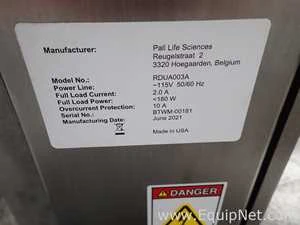 Manufacturer: Pall Life Sciences
Reugelstraat 2
3320 Hoegaarden, Belgium
Model No.: RDUA003A
Power Line: ~115V 50/60 Hz
Full Load Current: 2.0 A
Full Load Power: <180 W
Overcurrent Protection: 10 A
Serial No.: BTWM-00181
Manufacturing Date: June 2021
Made in USA
DANGER
www.EquipNet.com